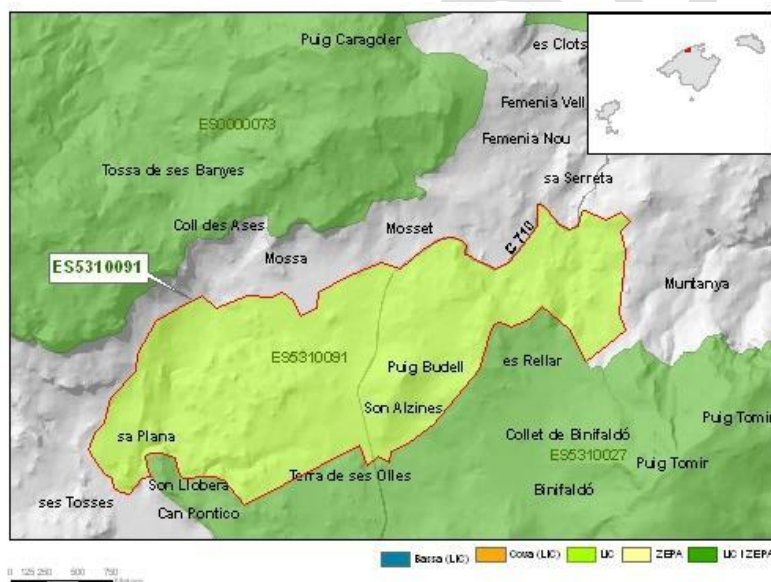 Puig Caragoler
es Clots
Femenia Vell
ES0000073
Femenia Nou
Tossa de ses Banyes
sa Serreta
Coll des Ases
Mosset
C 710
ES5310091
Mossa
Muntanya
ES5310091
Puig Budell
es Rellar
Son Alzines
Puig Tomir
sa Plana
Collet de Binifaldó
ES5310027
Puig Tomir
Son Llobera
Terra de ses Olles
Binifaldó
ses Tosses
Can Pontico
Bassa (LIC) Cova (LIC) LIC ZEPA LIC I ZEPA
0 125 250 500 750